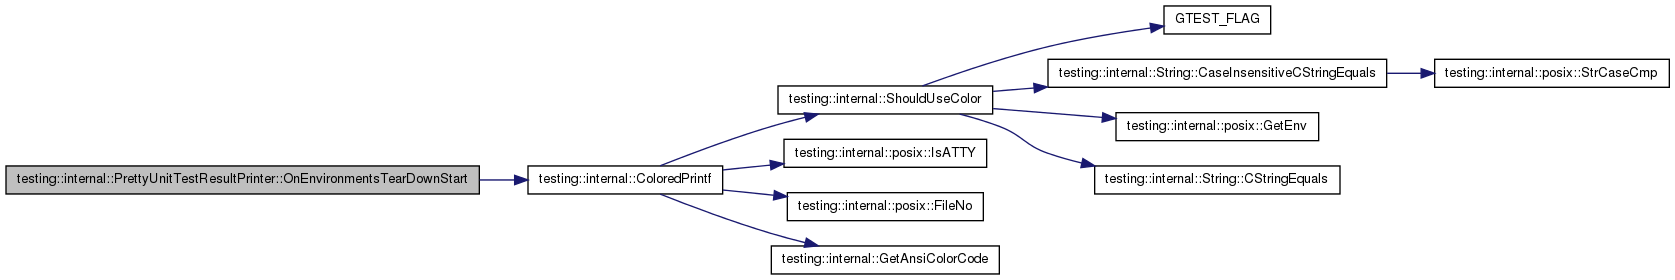 GTEST_FLAG
testing::internal::String::CaseInsensitiveCStringEquals
testing::internal::posix::StrCaseCmp
testing::internal::ShouldUseColor
testing::internal::posix::GetEnv
testing::internal::posix::IsATTY
testing::internal::PrettyUnitTestResultPrinter::OnEnvironmentsTearDownStart
testing::internal::ColoredPrintf
testing::internal::String::CStringEquals
testing::internal::posix::FileNo
testing::internal::GetAnsiColorCode